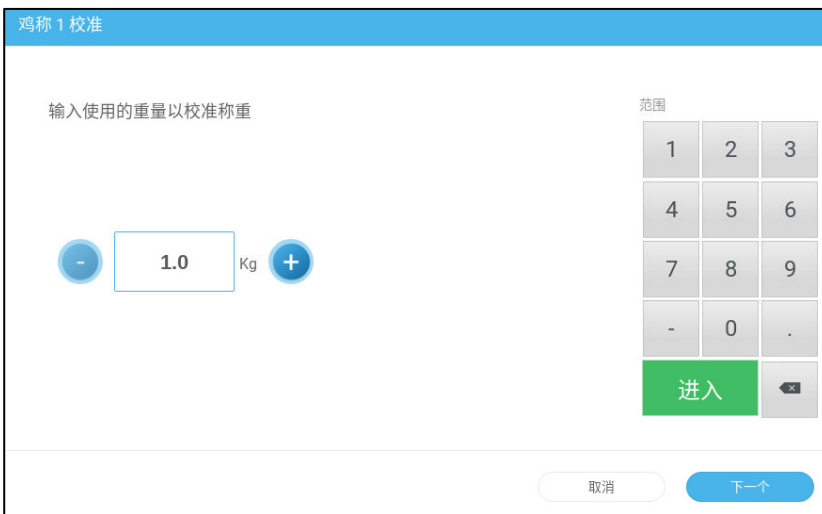 鸡称 1 校准
输入使用的重量以校准称重
范围
- 1.0 Kg +
1 2 3
4 5 6
7 8 9
- 0 .
进入
取消 下一个